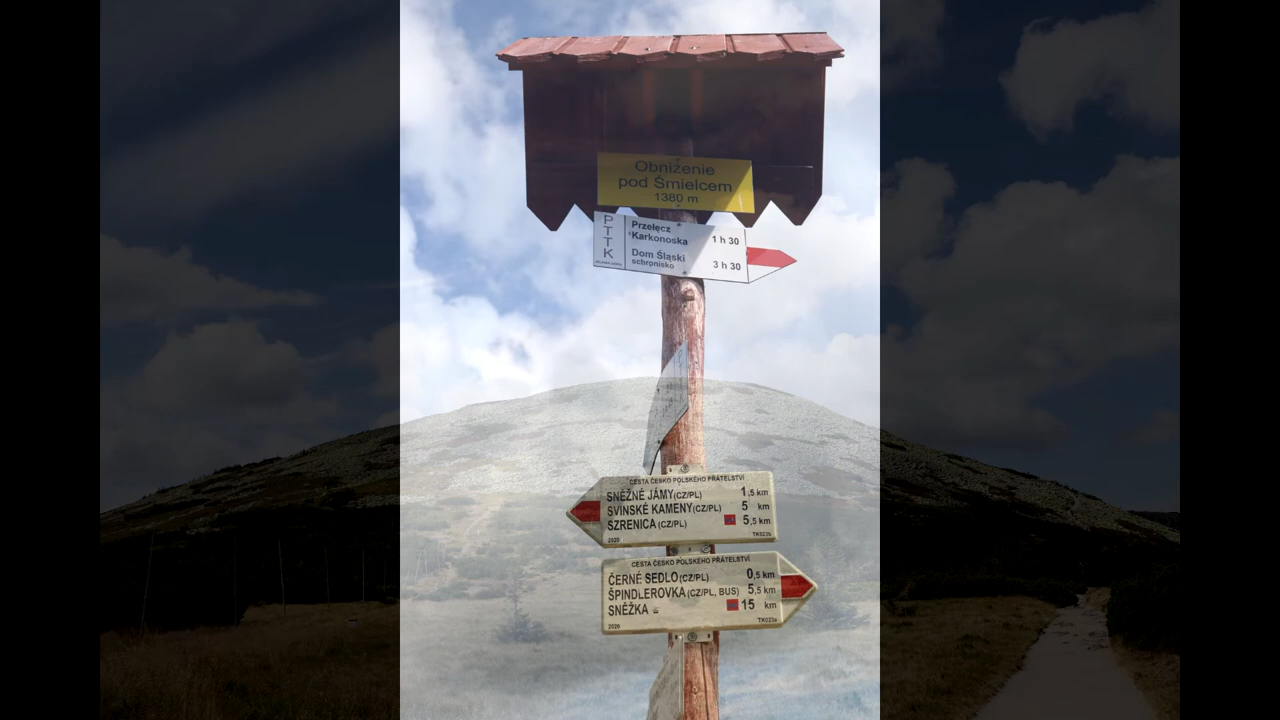 Obniżenie
pod Śmielcem
1380 m
PTTK
Przełęcz
Karkonoska 1 h 30
Dom Śląski 3 h 30
schronisko
CESTA ČESKO POLSKÉHO PŘÁTELSTVÍ
SNĚŽNÉ JÁMY (CZ/PL) 1,5 km
SVINSKÉ KAMENY (CZ/PL) 5 km
SZRENICA (CZ/PL) 5,5 km
2020 TK023b
CESTA ČESKO POLSKÉHO PŘÁTELSTVÍ
ČERNÉ SEDLO (CZ/PL) 0,5 km
ŠPINDLEROVKA (CZ/PL, BUS) 5,5 km
SNĚŽKA 15 km
2020 TK023a